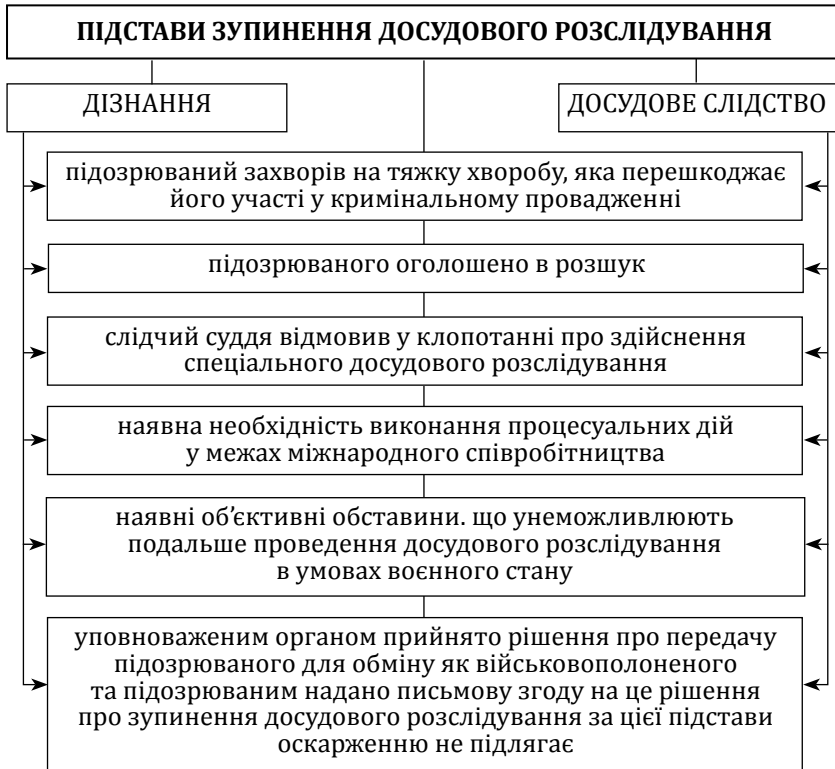 ПІДСТАВИ ЗУПИНЕННЯ ДОСУДОВОГО РОЗСЛІДУВАННЯ
ДІЗНАННЯ
ДОСУДОВЕ СЛІДСТВО
підозрюваний захворів на тяжку хворобу, яка перешкоджає
його участі у кримінальному провадженні
підозрюваного оголошено в розшук
слідчий суддя відмовив у клопотанні про здійснення
спеціального досудового розслідування
наявна необхідність виконання процесуальних дій
у межах міжнародного співробітництва
наявні об’єктивні обставини. що унеможливлюють
подальше проведення досудового розслідування
в умовах воєнного стану
уповноваженим органом прийнято рішення про передачу
підозрюваного для обміну як військовополоненого
та підозрюваним надано письмову згоду на це рішення
про зупинення досудового розслідування за цієї підстави
оскарженню не підлягає